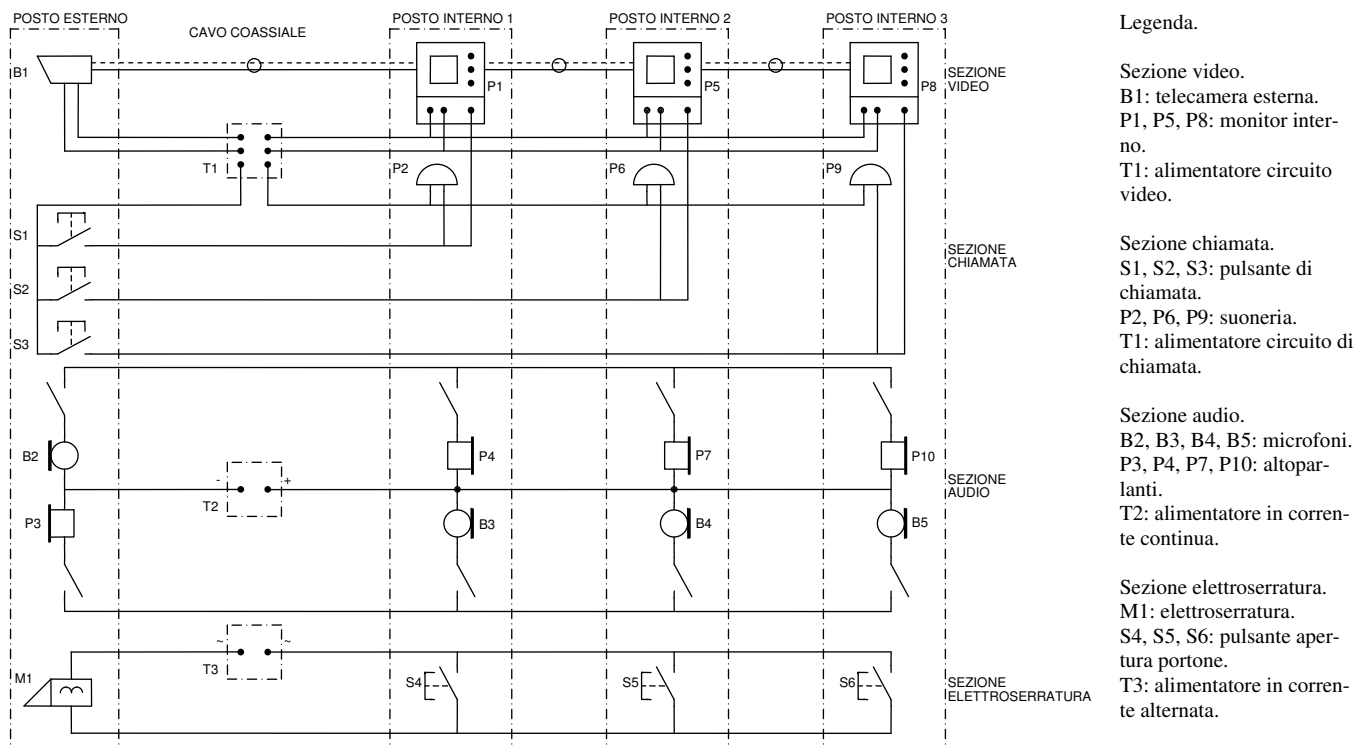 POSTO ESTERNO
CAVO COASSIALE
POSTO INTERNO 1
POSTO INTERNO 2
POSTO INTERNO 3
B1
P1
P5
P8
SEZIONE
VIDEO
T1
P2
P6
P9
S1
S2
S3
SEZIONE
CHIAMATA
B2
P4
P7
P10
- +
T2
SEZIONE
AUDIO
P3
B3
B4
B5
~ ~
T3
M1
S4
S5
S6
SEZIONE
ELETTROSERRATURA
Legenda.
Sezione video.
B1: telecamera esterna.
P1, P5, P8: monitor inter-
no.
T1: alimentatore circuito
video.
Sezione chiamata.
S1, S2, S3: pulsante di
chiamata.
P2, P6, P9: suoneria.
T1: alimentatore circuito di
chiamata.
Sezione audio.
B2, B3, B4, B5: microfoni.
P3, P4, P7, P10: altopar-
lanti.
T2: alimentatore in corren-
te continua.
Sezione elettroserratura.
M1: elettroserratura.
S4, S5, S6: pulsante aper-
tura portone.
T3: alimentatore in corren-
te alternata.